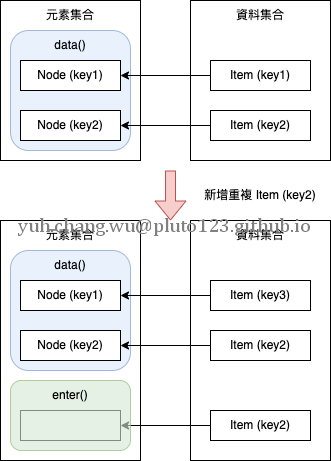 元素集合 資料集合
data()
Node (key1) Item (key1)
Node (key2) Item (key2)
新增重複 Item (key2)
yuh.chang.wu@pluto123.github.io
元素集合 資料集合
data()
Node (key1) Item (key3)
Node (key2) Item (key2)
enter()
Item (key2)